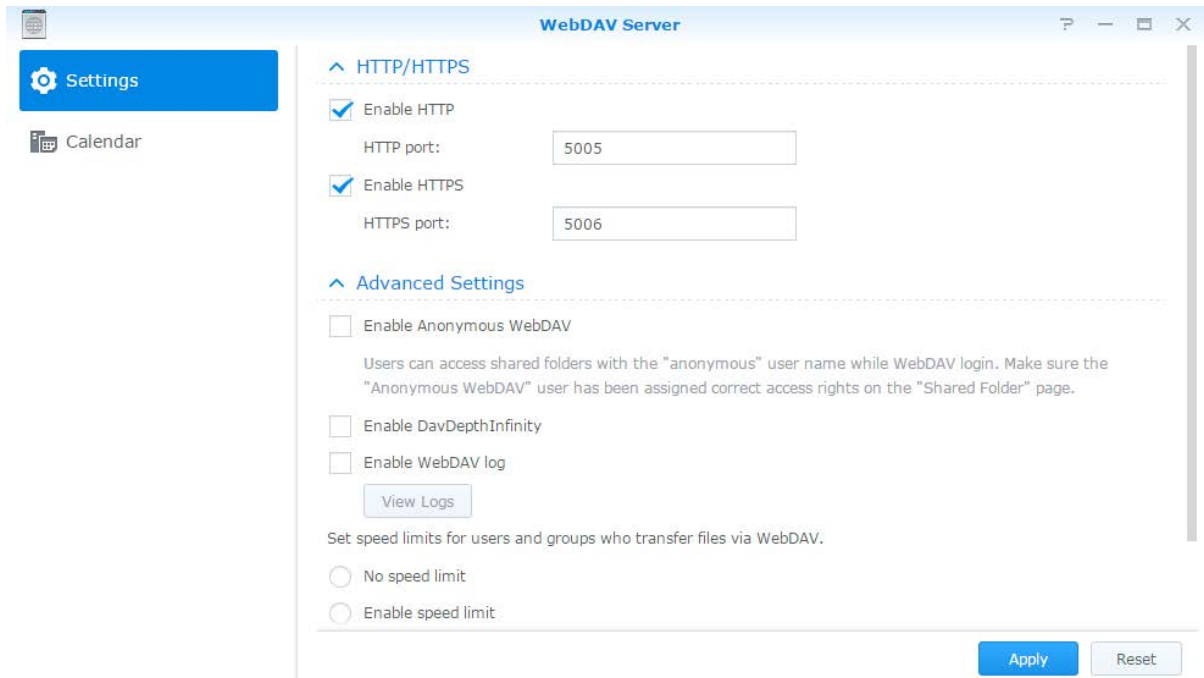 WebDAV Server
Settings
Calendar
HTTP/HTTPS
Enable HTTP
HTTP port: 5005
Enable HTTPS
HTTPS port: 5006
Advanced Settings
Enable Anonymous WebDAV
Users can access shared folders with the "anonymous" user name while WebDAV login. Make sure the
"Anonymous WebDAV" user has been assigned correct access rights on the "Shared Folder" page.
Enable DavDepthInfinity
Enable WebDAV log
View Logs
Set speed limits for users and groups who transfer files via WebDAV.
No speed limit
Enable speed limit
Apply Reset